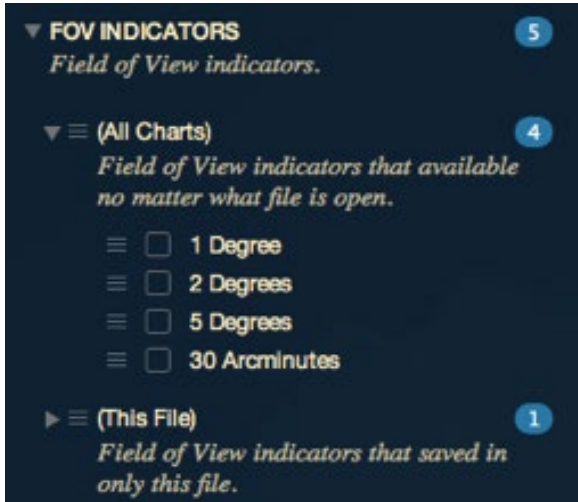 FOV INDICATORS 5
Field of View indicators.
(All Charts) 4
Field of View indicators that available
no matter what file is open.
1 Degree
2 Degrees
5 Degrees
30 Arcminutes
(This File) 1
Field of View indicators that saved in
only this file.